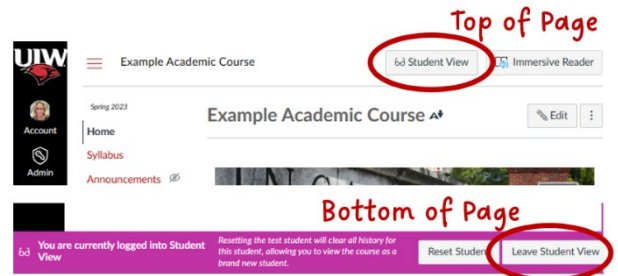 Top of Page
UIW
Example Academic Course
Student View
Immersive Reader
Account
Admin
Spring 2023
Home
Syllabus
Announcements
Example Academic Course
Edit
Bottom of Page
You are currently logged into Student
View
Resetting the test student will clear all history for
this student, allowing you to view the course as a
brand new student.
Reset Studen
Leave Student View